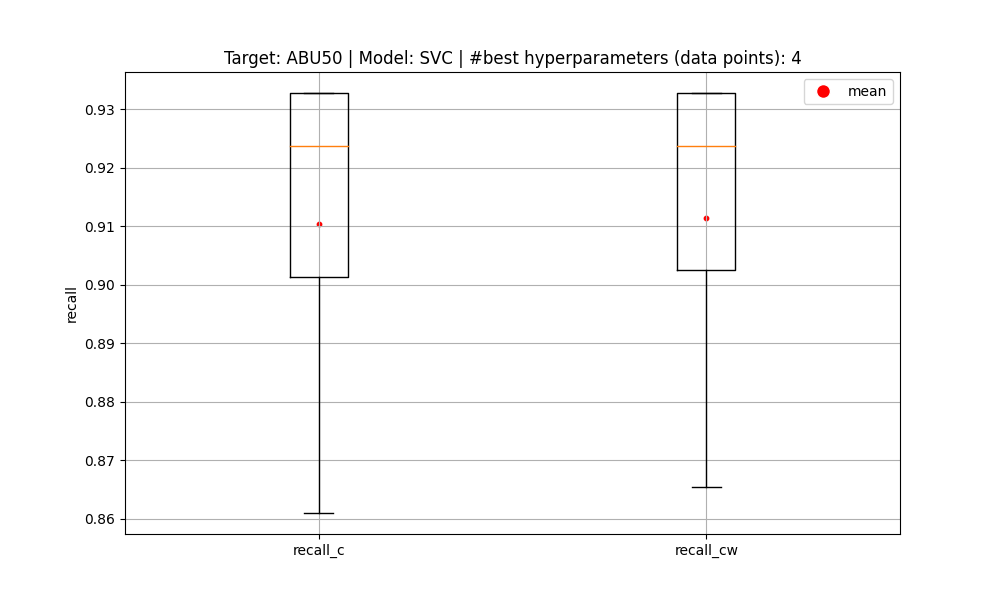 Target: ABU50 | Model: SVC | #best hyperparameters (data points): 4
mean
0.93
0.92
0.91
0.90
0.89
0.88
0.87
0.86
recall
recall_c
recall_cw